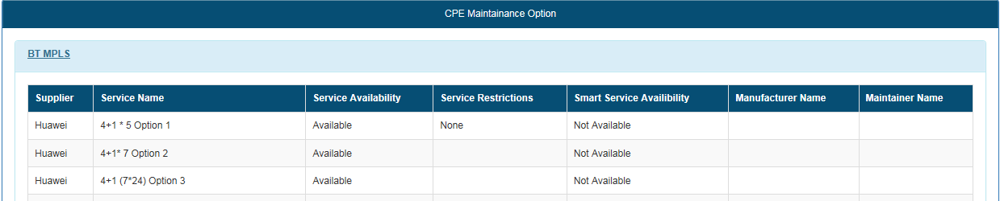 CPE Maintainance Option
BT MPLS
Supplier Service Name Service Availability Service Restrictions Smart Service Availibility Manufacturer Name Maintainer Name
Huawei 4+1 * 5 Option 1 Available None Not Available
Huawei 4+1* 7 Option 2 Available Not Available
Huawei 4+1 (7*24) Option 3 Available Not Available